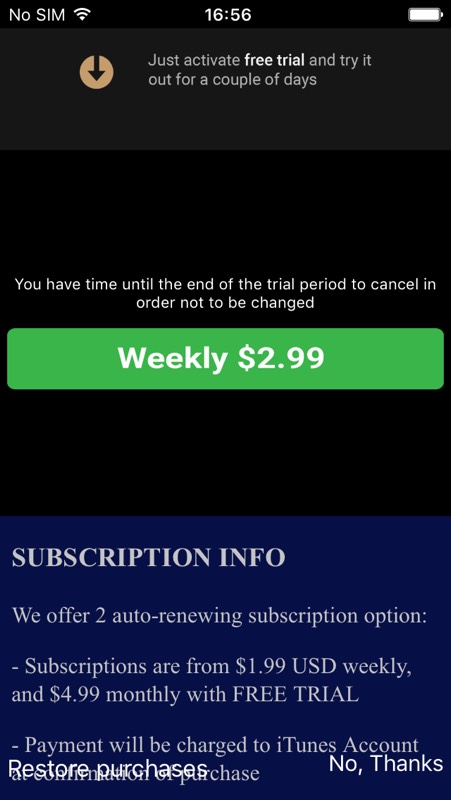 No SIM 16:56
Just activate free trial and try it
out for a couple of days
You have time until the end of the trial period to cancel in
order not to be changed
Weekly $2.99
SUBSCRIPTION INFO
We offer 2 auto-renewing subscription option:
- Subscriptions are from $1.99 USD weekly,
and $4.99 monthly with FREE TRIAL
- Payment will be charged to iTunes Account
at confirmation of purchase
Restore purchases
No, Thanks